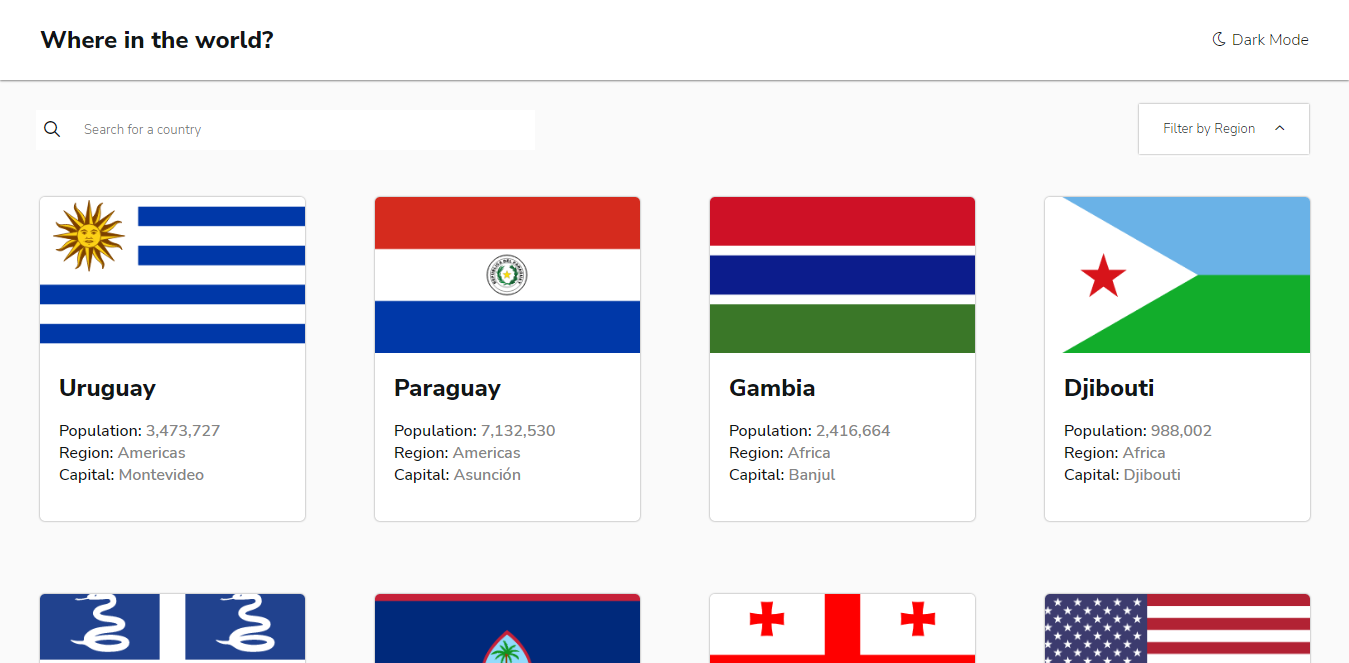 Where in the world?
Dark Mode
Search for a country
Filter by Region
Uruguay
Population: 3,473,727
Region: Americas
Capital: Montevideo
Paraguay
Population: 7,132,530
Region: Americas
Capital: Asunción
Gambia
Population: 2,416,664
Region: Africa
Capital: Banjul
Djibouti
Population: 988,002
Region: Africa
Capital: Djibouti